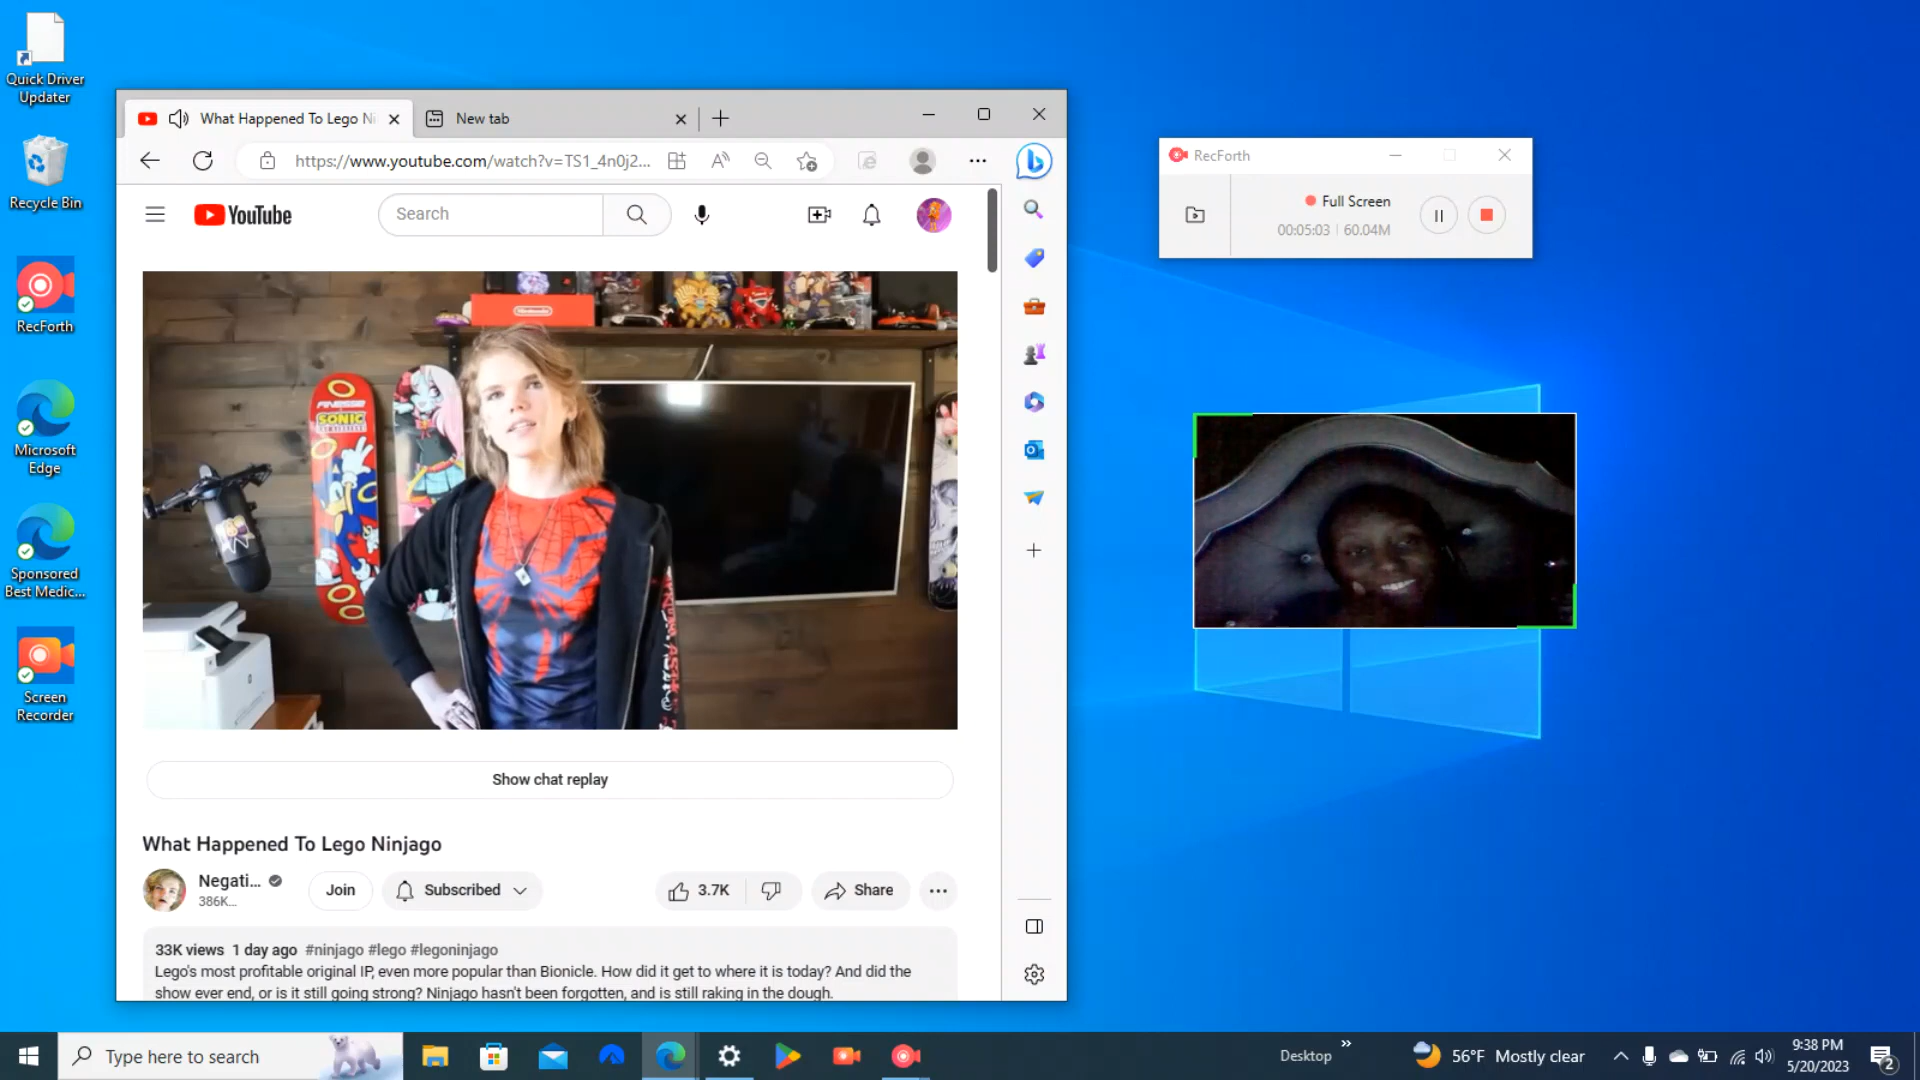 Quick Driver
Updater
Recycle Bin
RecForth
Microsoft
Edge
Sponsored
Best Medic...
Screen
Recorder
What Happened To Lego Ni
New tab
https://www.youtube.com/watch?v=TS1_4n0j2...
YouTube
Search
Nintendo
FINESSE
SONIC
Show chat replay
What Happened To Lego Ninjago
Negati...
386K...
Join
Subscribed
3.7K
Share
33K views 1 day ago #ninjago #lego #legoninjago
Lego's most profitable original IP, even more popular than Bionicle. How did it get to where it is today? And did the
show ever end, or is it still going strong? Ninjago hasn't been forgotten, and is still raking in the dough.
RecForth
Full Screen
00:05:03 | 60.04M
Type here to search
Desktop
56°F Mostly clear
9:38 PM
5/20/2023
2